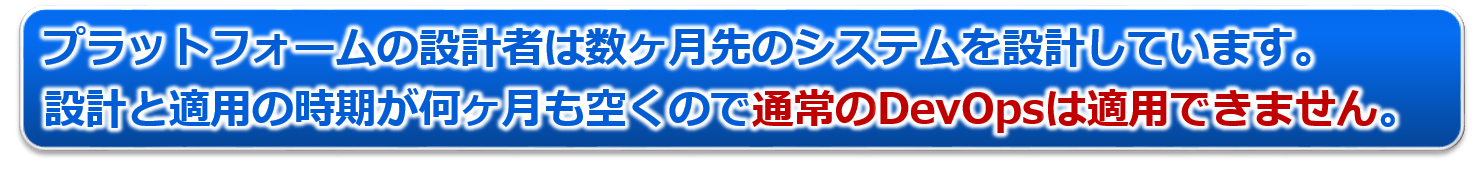 プラットフォームの設計者は数ヶ月先のシステムを設計しています。
設計と適用の時期が何ヶ月も空くので通常のDevOpsは適用できません。